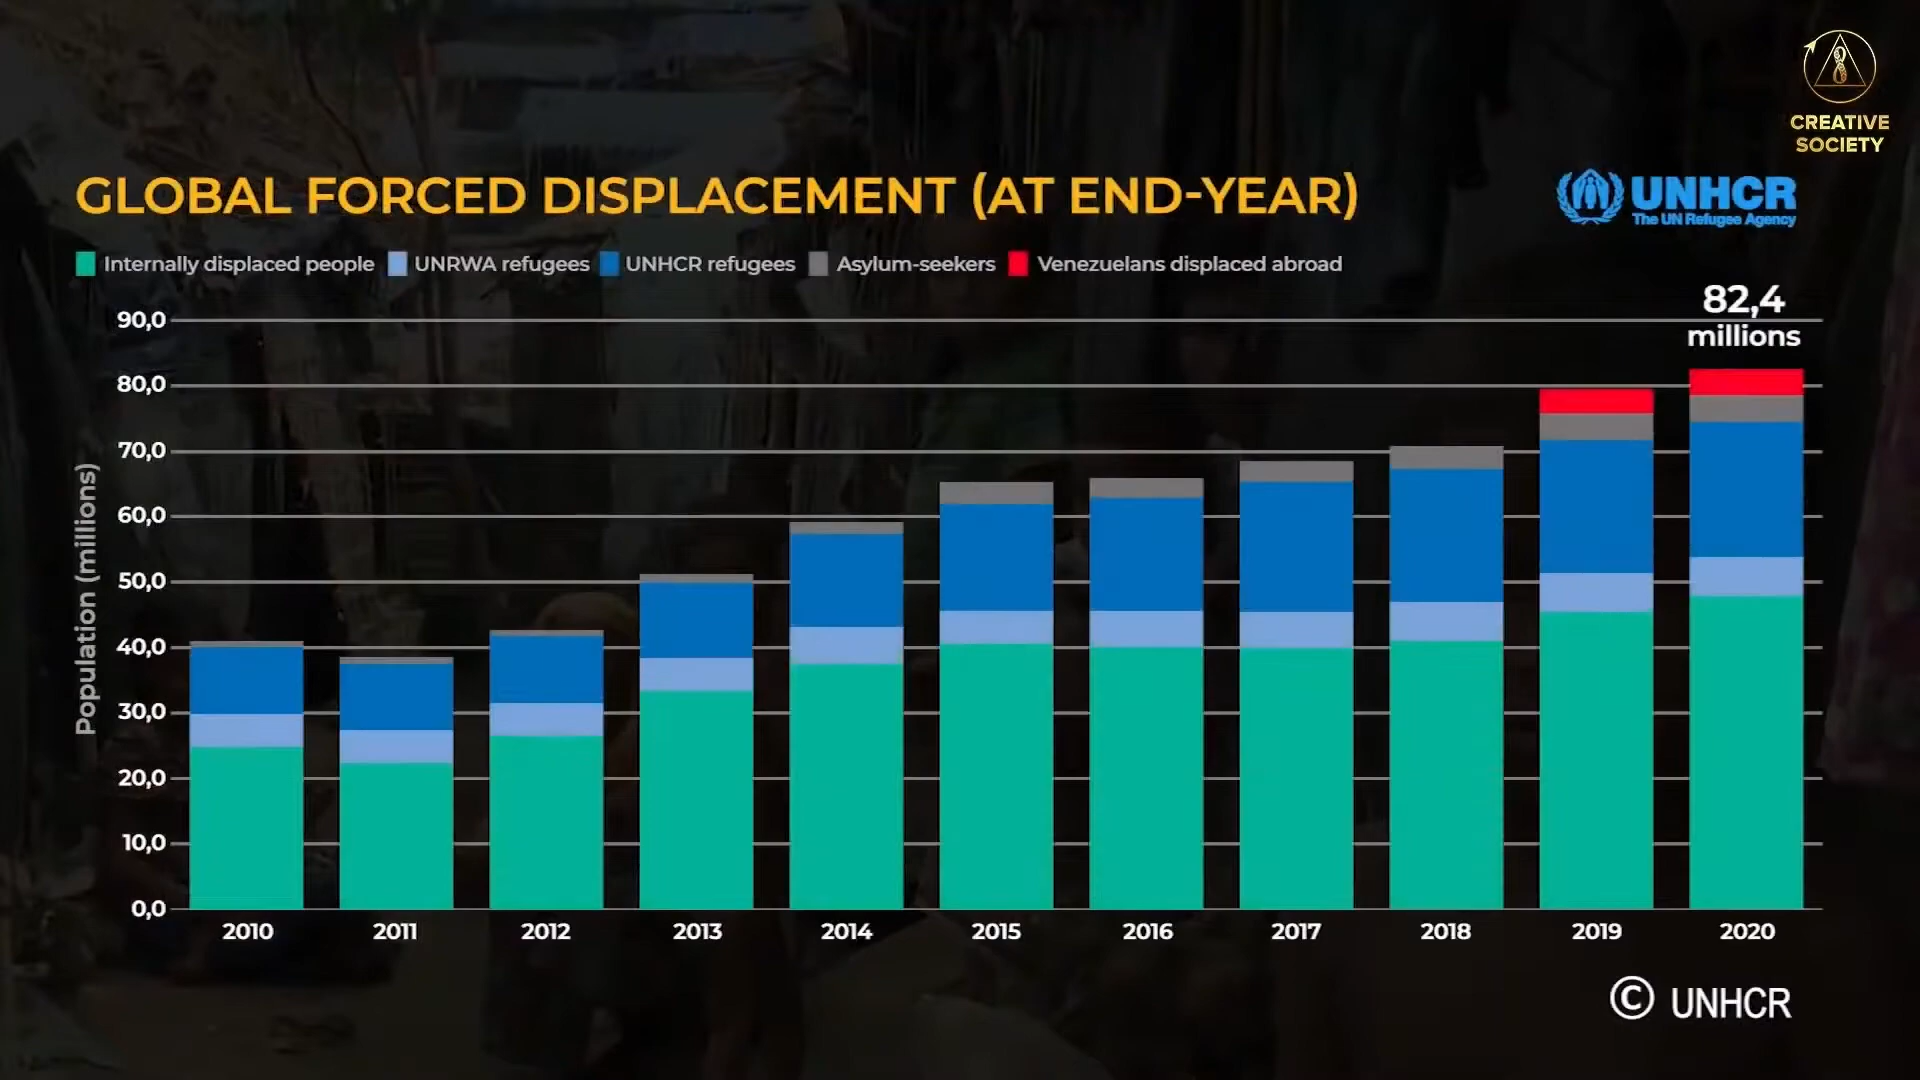 CREATIVE
SOCIETY
GLOBAL FORCED DISPLACEMENT (AT END-YEAR)
UNHCR
The UN Refugee Agency
Internally displaced people UNRWA refugees UNHCR refugees Asylum-seekers Venezuelans displaced abroad
82,4
millions
Population (millions)
90,0
80,0
70,0
60,0
50,0
40,0
30,0
20,0
10,0
0,0
2010 2011 2012 2013 2014 2015 2016 2017 2018 2019 2020
© UNHCR